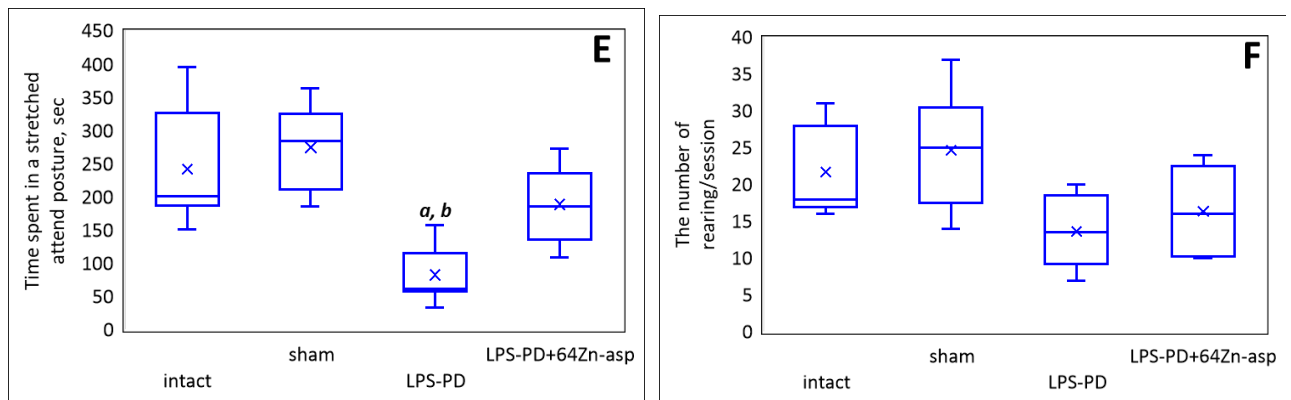 E
Time spent in a stretched
attend posture, sec
450
400
350
300
250
200
150
100
50
0
a, b
intact
sham
LPS-PD
LPS-PD+64Zn-asp
F
The number of
rearing/session
40
35
30
25
20
15
10
5
0
intact
sham
LPS-PD
LPS-PD+64Zn-asp